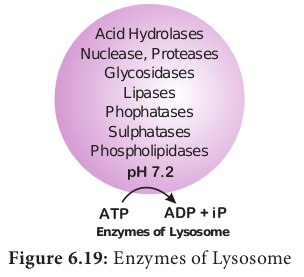 Acid Hydrolases
Nuclease, Proteases
Glycosidases
Lipases
Phophatases
Sulphatases
Phospholipidases
pH 7.2
ATP ADP + iP
Enzymes of Lysosome
Figure 6.19: Enzymes of Lysosome